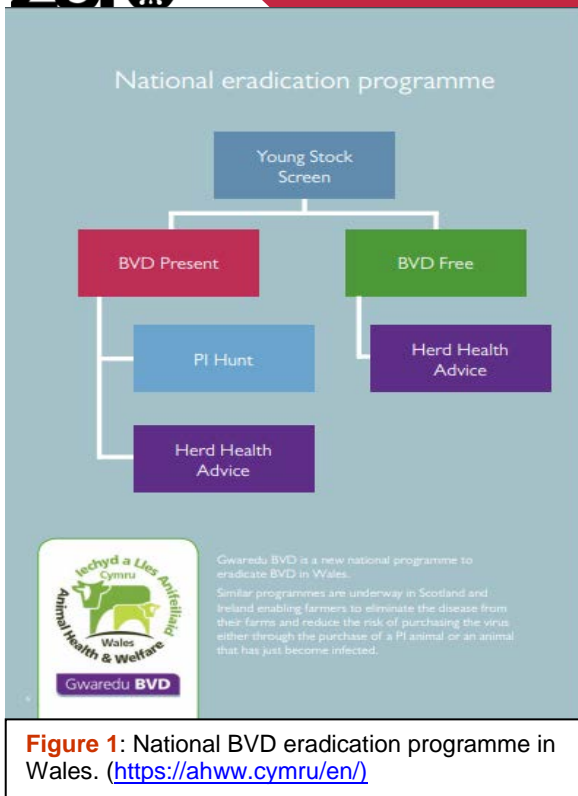 National eradication programme
Young Stock
Screen
BVD Present
BVD Free
PI Hunt
Herd Health
Advice
Herd Health
Advice
Iechyd a Lles Anifeiliaid
Cymru
Animal Health & Welfare
Wales
Gwaredu BVD
Gwaredu BVD is a new national programme to
eradicate BVD in Wales.
Similar programmes are underway in Scotland and
Ireland enabling farmers to eliminate the disease from
their farms and reduce the risk of purchasing the virus
either through the purchase of a PI animal or an animal
that has just become infected.
Figure 1: National BVD eradication programme in
Wales. (https://ahww.cymru/en/)